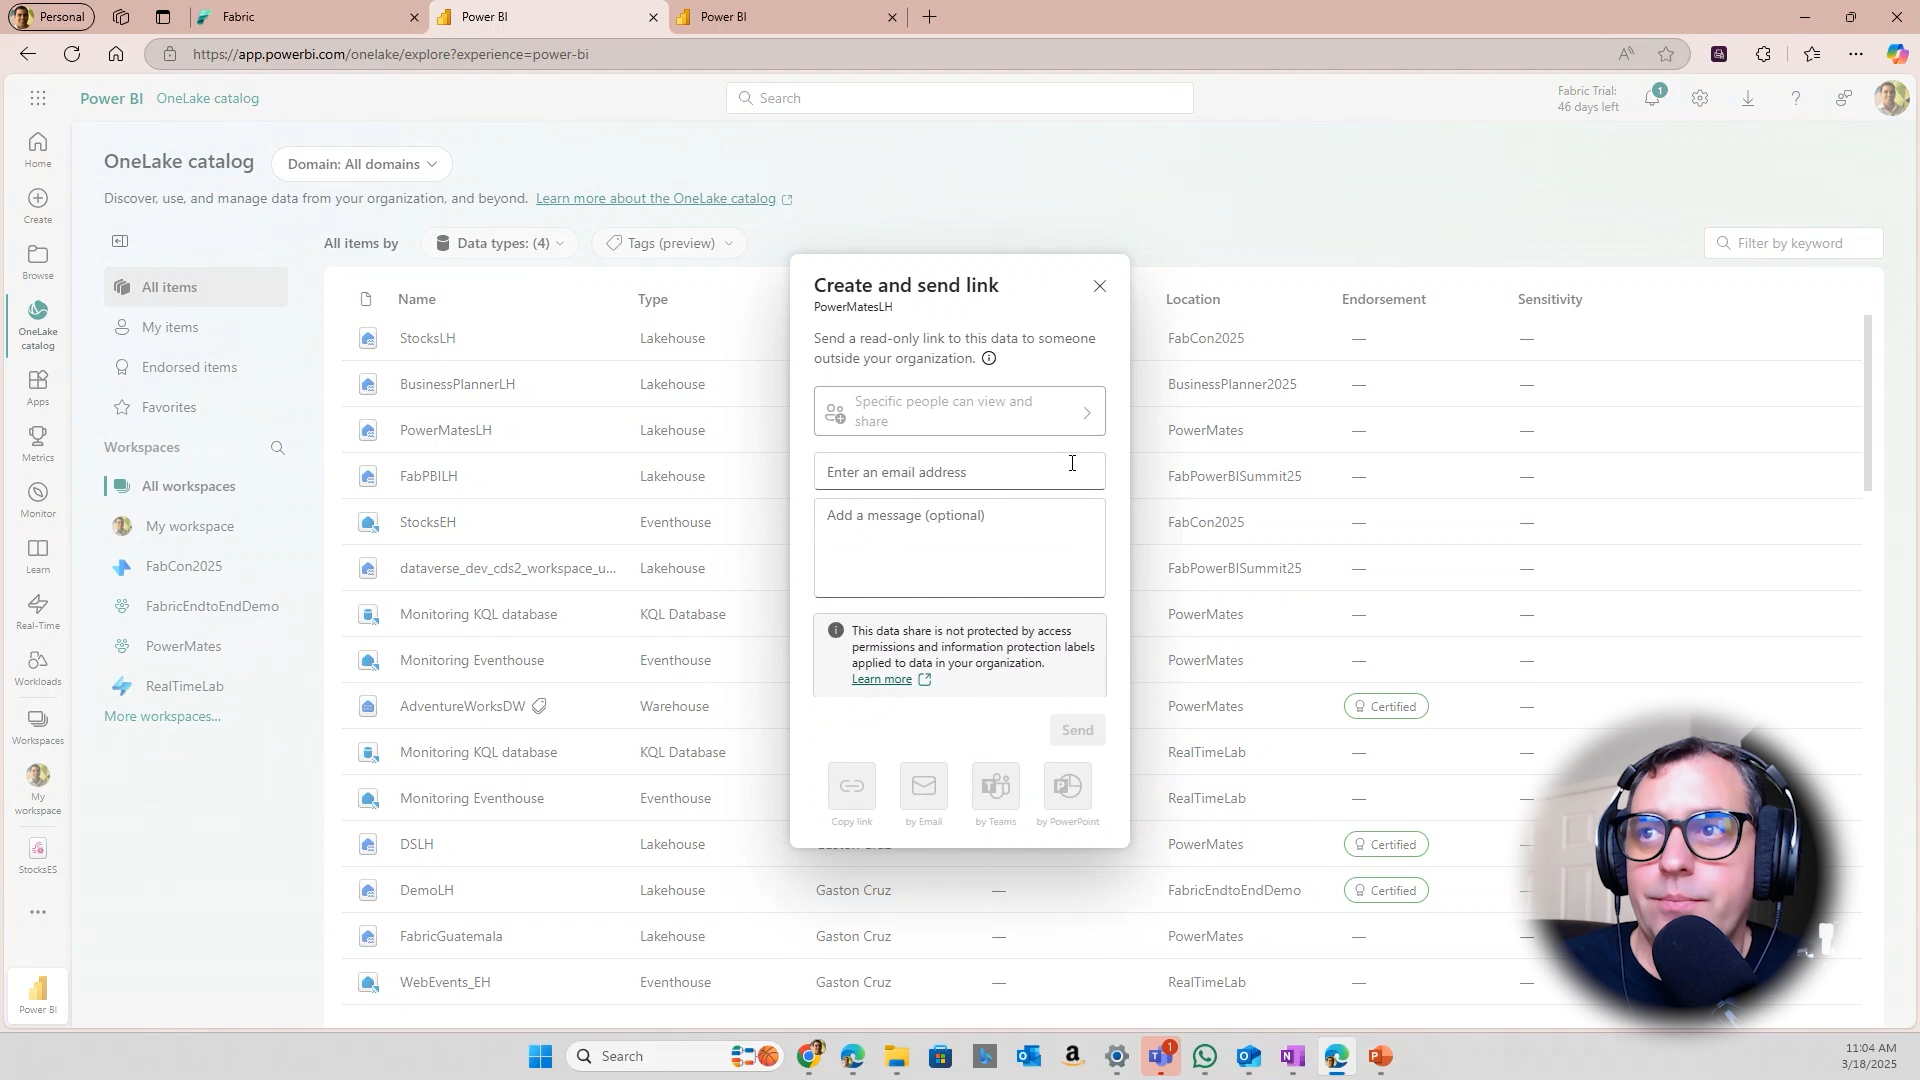 Personal
Fabric
Power BI
Power BI
https://app.powerbi.com/onelake/explore?experience=power-bi
Power BI OneLake catalog
Search
Fabric Trial:
46 days left
1
OneLake catalog
Domain: All domains
Discover, use, and manage data from your organization, and beyond. Learn more about the OneLake catalog
All items by
Data types: (4)
Tags (preview)
Filter by keyword
Home
Create
Browse
OneLake
catalog
Apps
Metrics
Monitor
Learn
Real-Time
Workloads
Workspaces
My
workspace
StocksES
Power BI
All items
My items
Endorsed items
Favorites
Workspaces
All workspaces
My workspace
FabCon2025
FabricEndtoEndDemo
PowerMates
RealTimeLab
More workspaces...
Name Type Location Endorsement Sensitivity
StocksLH Lakehouse FabCon2025 — —
BusinessPlannerLH Lakehouse BusinessPlanner2025 — —
PowerMatesLH Lakehouse PowerMates — —
FabPBILH Lakehouse FabPowerBISummit25 — —
StocksEH Eventhouse FabCon2025 — —
dataverse_dev_cds2_workspace_u... Lakehouse FabPowerBISummit25 — —
Monitoring KQL database KQL Database PowerMates — —
Monitoring Eventhouse Eventhouse PowerMates — —
AdventureWorksDW Warehouse PowerMates Certified —
Monitoring KQL database KQL Database RealTimeLab — —
Monitoring Eventhouse Eventhouse RealTimeLab — —
DSLH Lakehouse Gaston Cruz PowerMates Certified —
DemoLH Lakehouse Gaston Cruz — FabricEndtoEndDemo Certified —
FabricGuatemala Lakehouse Gaston Cruz — PowerMates — —
WebEvents_EH Eventhouse Gaston Cruz — RealTimeLab — —
Create and send link
PowerMatesLH
Send a read-only link to this data to someone
outside your organization.
Specific people can view and
share
Enter an email address
Add a message (optional)
This data share is not protected by access
permissions and information protection labels
applied to data in your organization.
Learn more
Send
Copy link
by Email
by Teams
by PowerPoint
Search
1
11:04 AM
3/18/2025